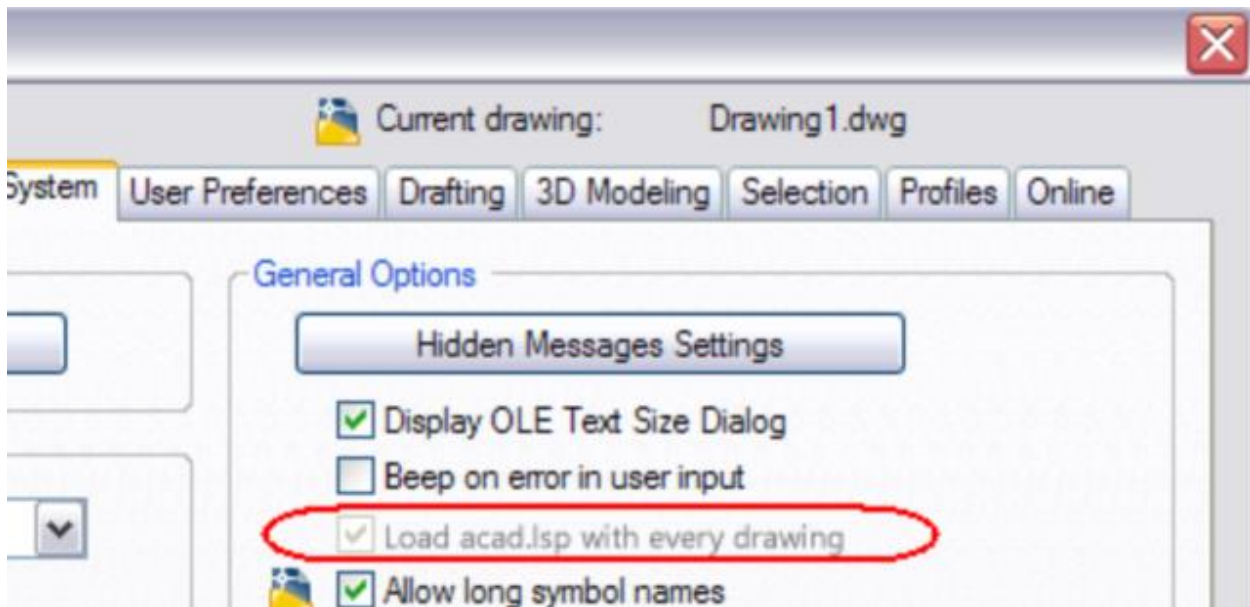 Current drawing: Drawing1.dwg
System User Preferences Drafting 3D Modeling Selection Profiles Online
General Options
Hidden Messages Settings
Display OLE Text Size Dialog
Beep on error in user input
Load acad.lsp with every drawing
Allow long symbol names